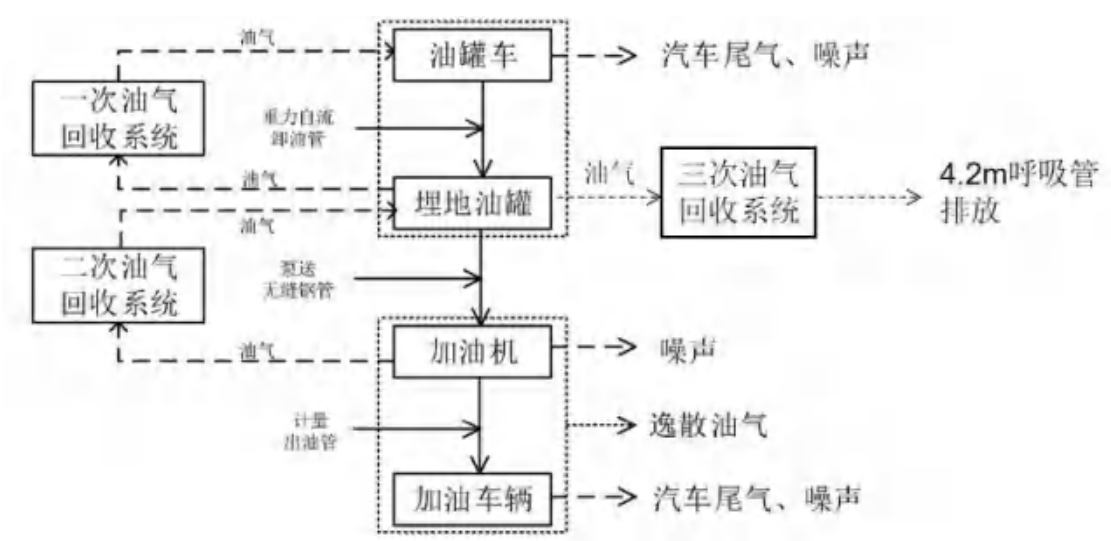 油气
油罐车
汽车尾气、噪声
一次油气
回收系统
重力自流
卸油管
油气
埋地油罐
油气
三次油气
回收系统
4.2m呼吸管
排放
油气
二次油气
回收系统
泵送
无缝钢管
油气
加油机
噪声
计量
出油管
逸散油气
加油车辆
汽车尾气、噪声